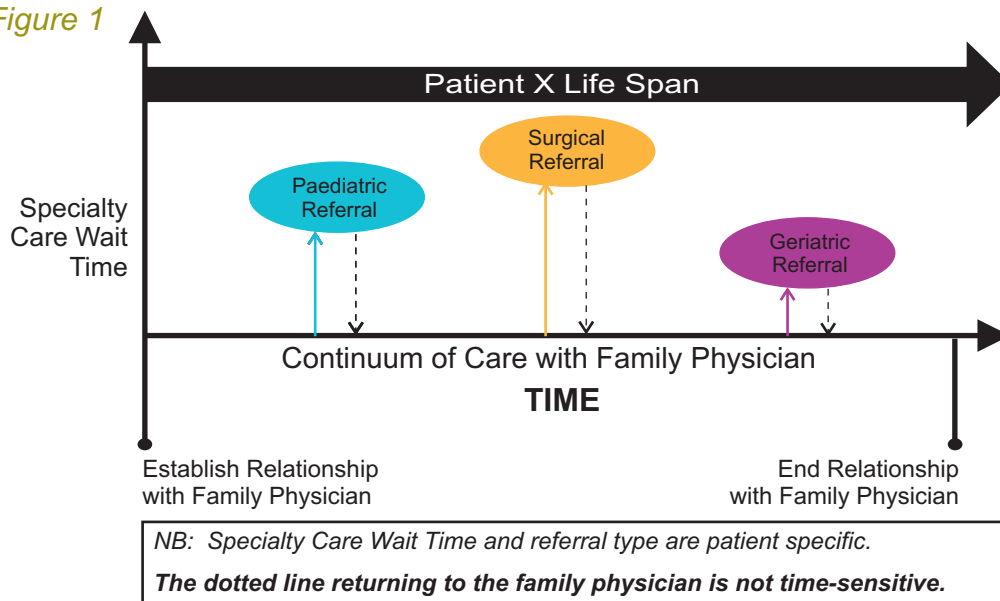 Figure 1
Patient X Life Span
Surgical
Referral
Paediatric
Referral
Geriatric
Referral
Specialty
Care Wait
Time
Continuum of Care with Family Physician
TIME
Establish Relationship
with Family Physician
End Relationship
with Family Physician
NB: Specialty Care Wait Time and referral type are patient specific.
The dotted line returning to the family physician is not time-sensitive.